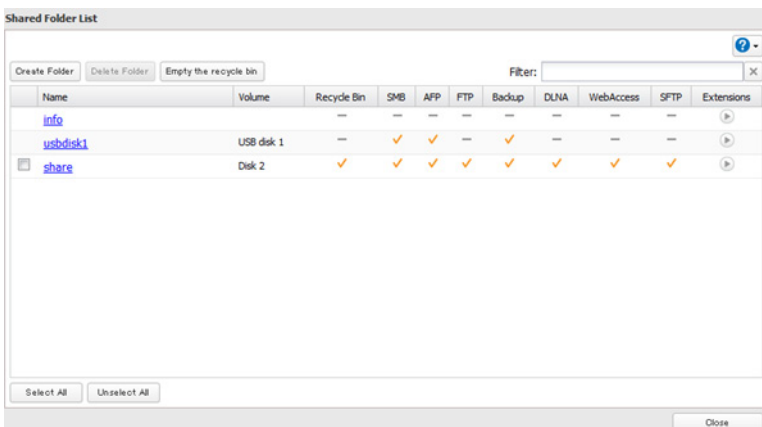 Shared Folder List
?
Create Folder Delete Folder Empty the recycle bin Filter:
Name Volume Recycle Bin SMB AFP FTP Backup DLNA WebAccess SFTP Extensions
info
usbdisk1 USB disk 1
share Disk 2
Select All Unselect All
Close